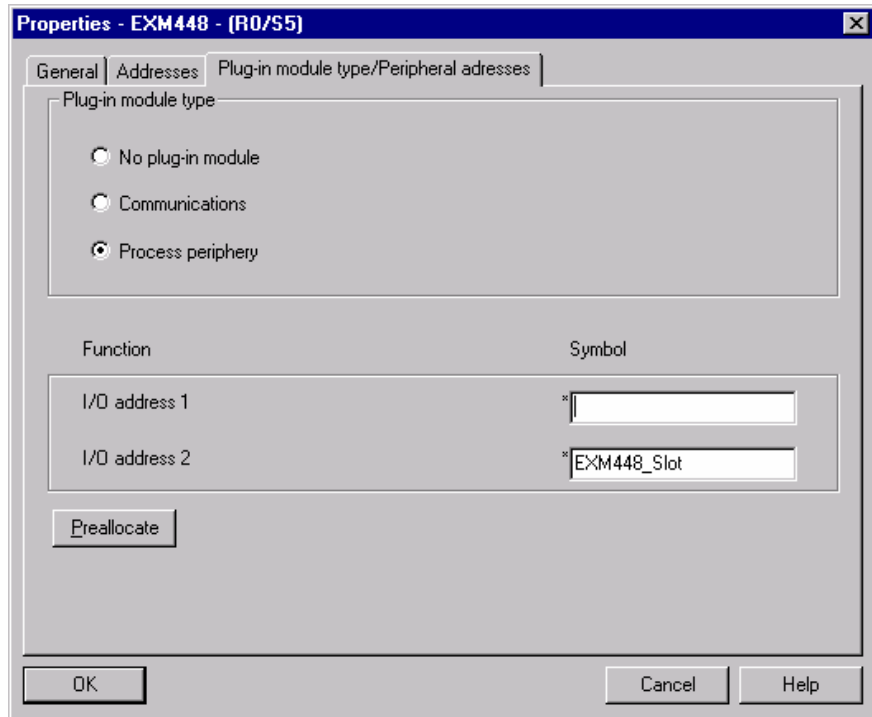 Properties - EXM448 - (R0/S5)
General Addresses Plug-in module type/Peripheral adresses
Plug-in module type
No plug-in module
Communications
Process periphery
Function Symbol
I/O address 1 *
I/O address 2 * EXM448_Slot
Preallocate
OK Cancel Help